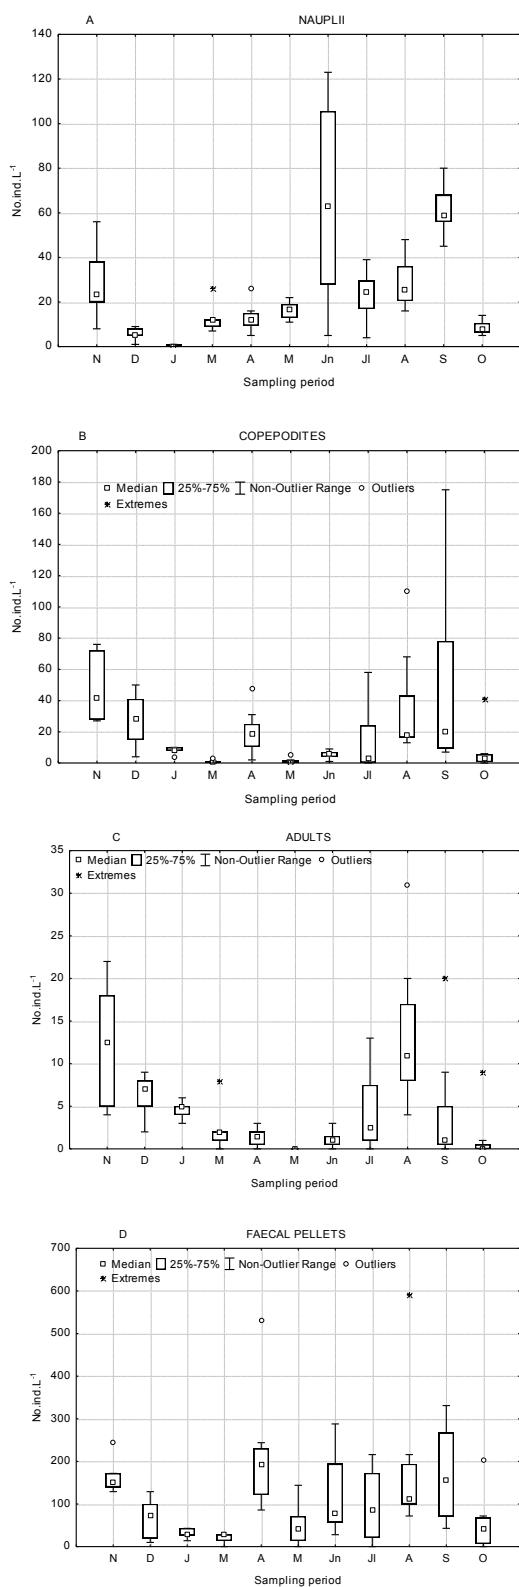 A NAUPLII
140
120
100
80
60
40
20
0
No.ind.L-1
N D J M A M Jn Jl A S O
Sampling period
B COPEPODITES
200
180
160
140
120
100
80
60
40
20
0
No.ind.L-1
Median 25%-75% Non-Outlier Range Outliers
Extremes
N D J M A M Jn Jl A S O
Sampling period
C ADULTS
35
30
25
20
15
10
5
0
No.ind.L-1
Median 25%-75% Non-Outlier Range Outliers
Extremes
N D J M A M Jn Jl A S O
Sampling period
D FAECAL PELLETS
700
600
500
400
300
200
100
0
No.ind.L-1
Median 25%-75% Non-Outlier Range Outliers
Extremes
N D J M A M Jn Jl A S O
Sampling period